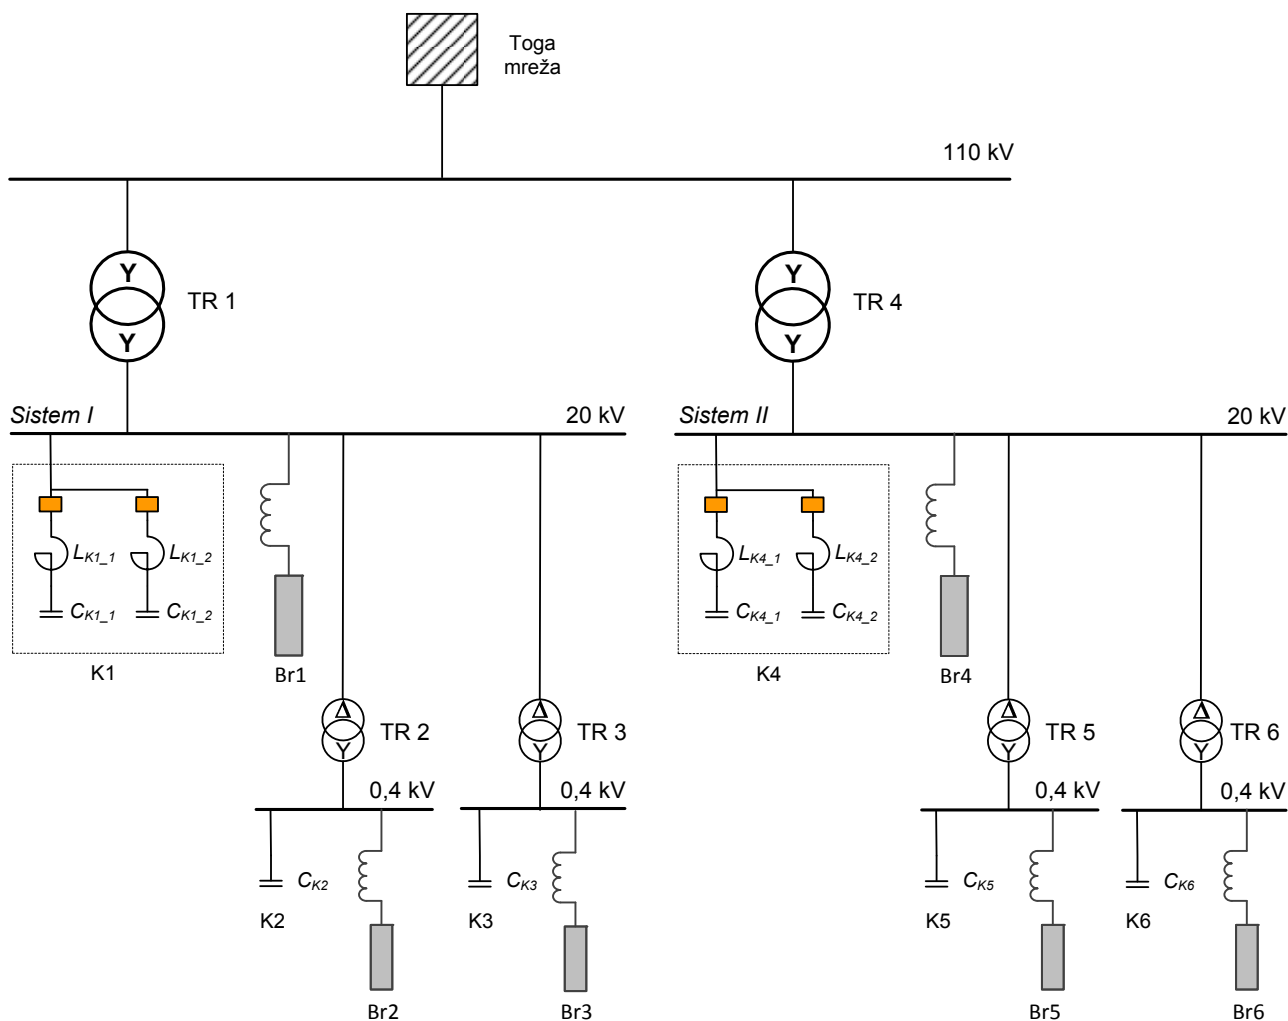 Toga
mreža
110 kV
Y
Y
TR 1
Y
Y
TR 4
Sistem I
20 kV
Sistem II
20 kV
LK1_1
LK1_2
CK1_1
CK1_2
K1
Br1
LK4_1
LK4_2
CK4_1
CK4_2
K4
Br4
Δ
Y
TR 2
Δ
Y
TR 3
Δ
Y
TR 5
Δ
Y
TR 6
0,4 kV
0,4 kV
0,4 kV
0,4 kV
CK2
K2
Br2
CK3
K3
Br3
CK5
K5
Br5
CK6
K6
Br6